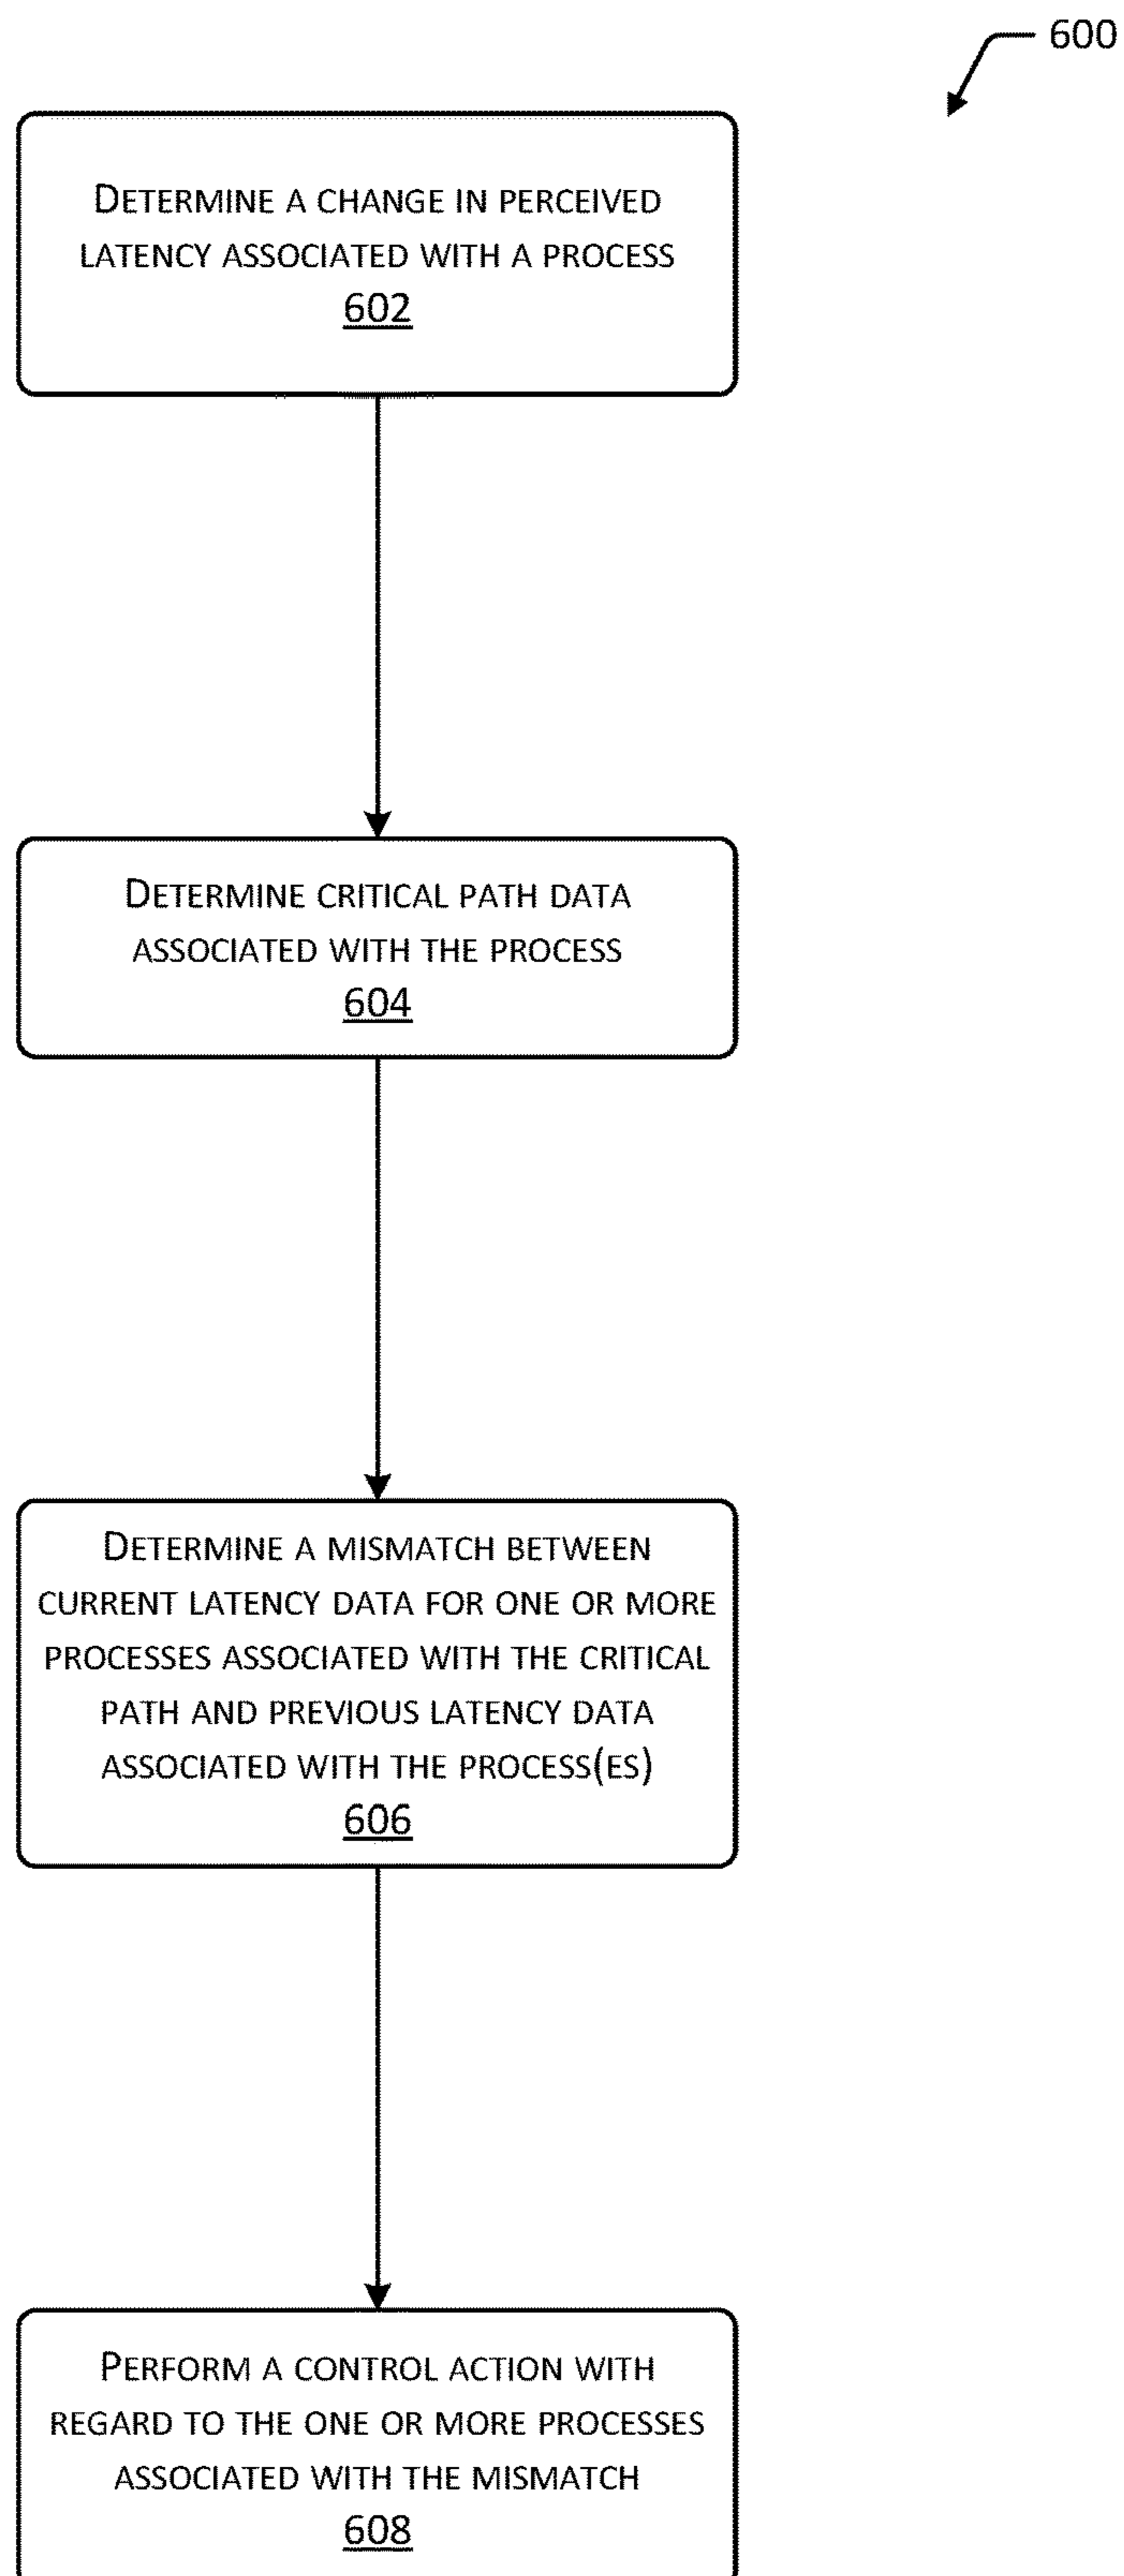 600
DETERMINE A CHANGE IN PERCEIVED
LATENCY ASSOCIATED WITH A PROCESS
602
DETERMINE CRITICAL PATH DATA
ASSOCIATED WITH THE PROCESS
604
DETERMINE A MISMATCH BETWEEN
CURRENT LATENCY DATA FOR ONE OR MORE
PROCESSES ASSOCIATED WITH THE CRITICAL
PATH AND PREVIOUS LATENCY DATA
ASSOCIATED WITH THE PROCESS(ES)
606
PERFORM A CONTROL ACTION WITH
REGARD TO THE ONE OR MORE PROCESSES
ASSOCIATED WITH THE MISMATCH
608